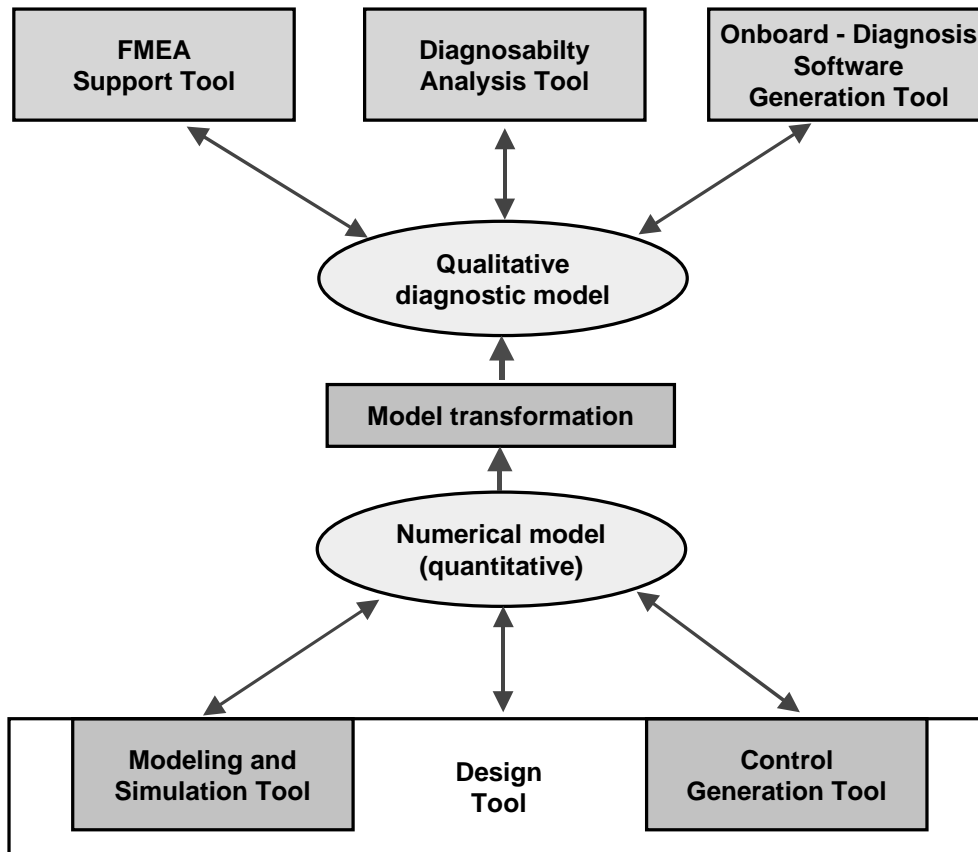 FMEA
Support Tool
Diagnosabilty
Analysis Tool
Onboard - Diagnosis
Software
Generation Tool
Qualitative
diagnostic model
Model transformation
Numerical model
(quantitative)
Modeling and
Simulation Tool
Design
Tool
Control
Generation Tool